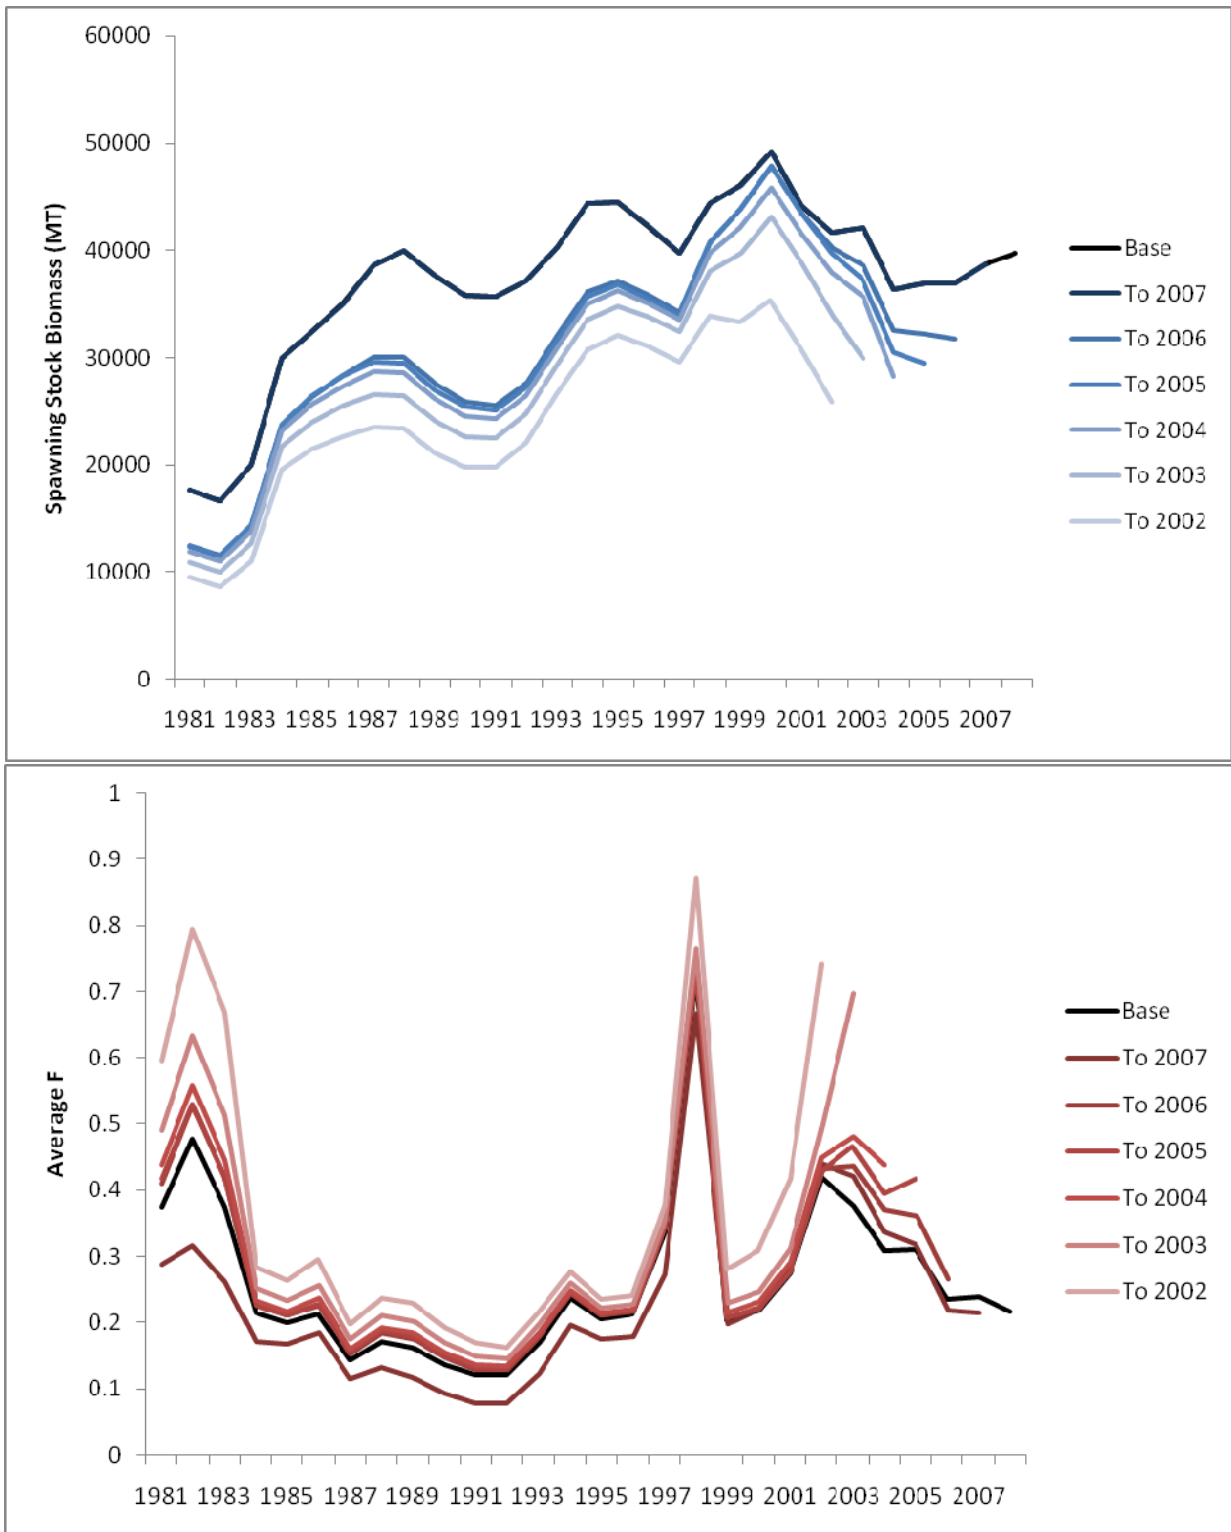 60000
50000
40000
30000
20000
10000
0
Spawning Stock Biomass (MT)
1981 1983 1985 1987 1989 1991 1993 1995 1997 1999 2001 2003 2005 2007
Base
To 2007
To 2006
To 2005
To 2004
To 2003
To 2002
1
0.9
0.8
0.7
0.6
0.5
0.4
0.3
0.2
0.1
0
Average F
1981 1983 1985 1987 1989 1991 1993 1995 1997 1999 2001 2003 2005 2007
Base
To 2007
To 2006
To 2005
To 2004
To 2003
To 2002